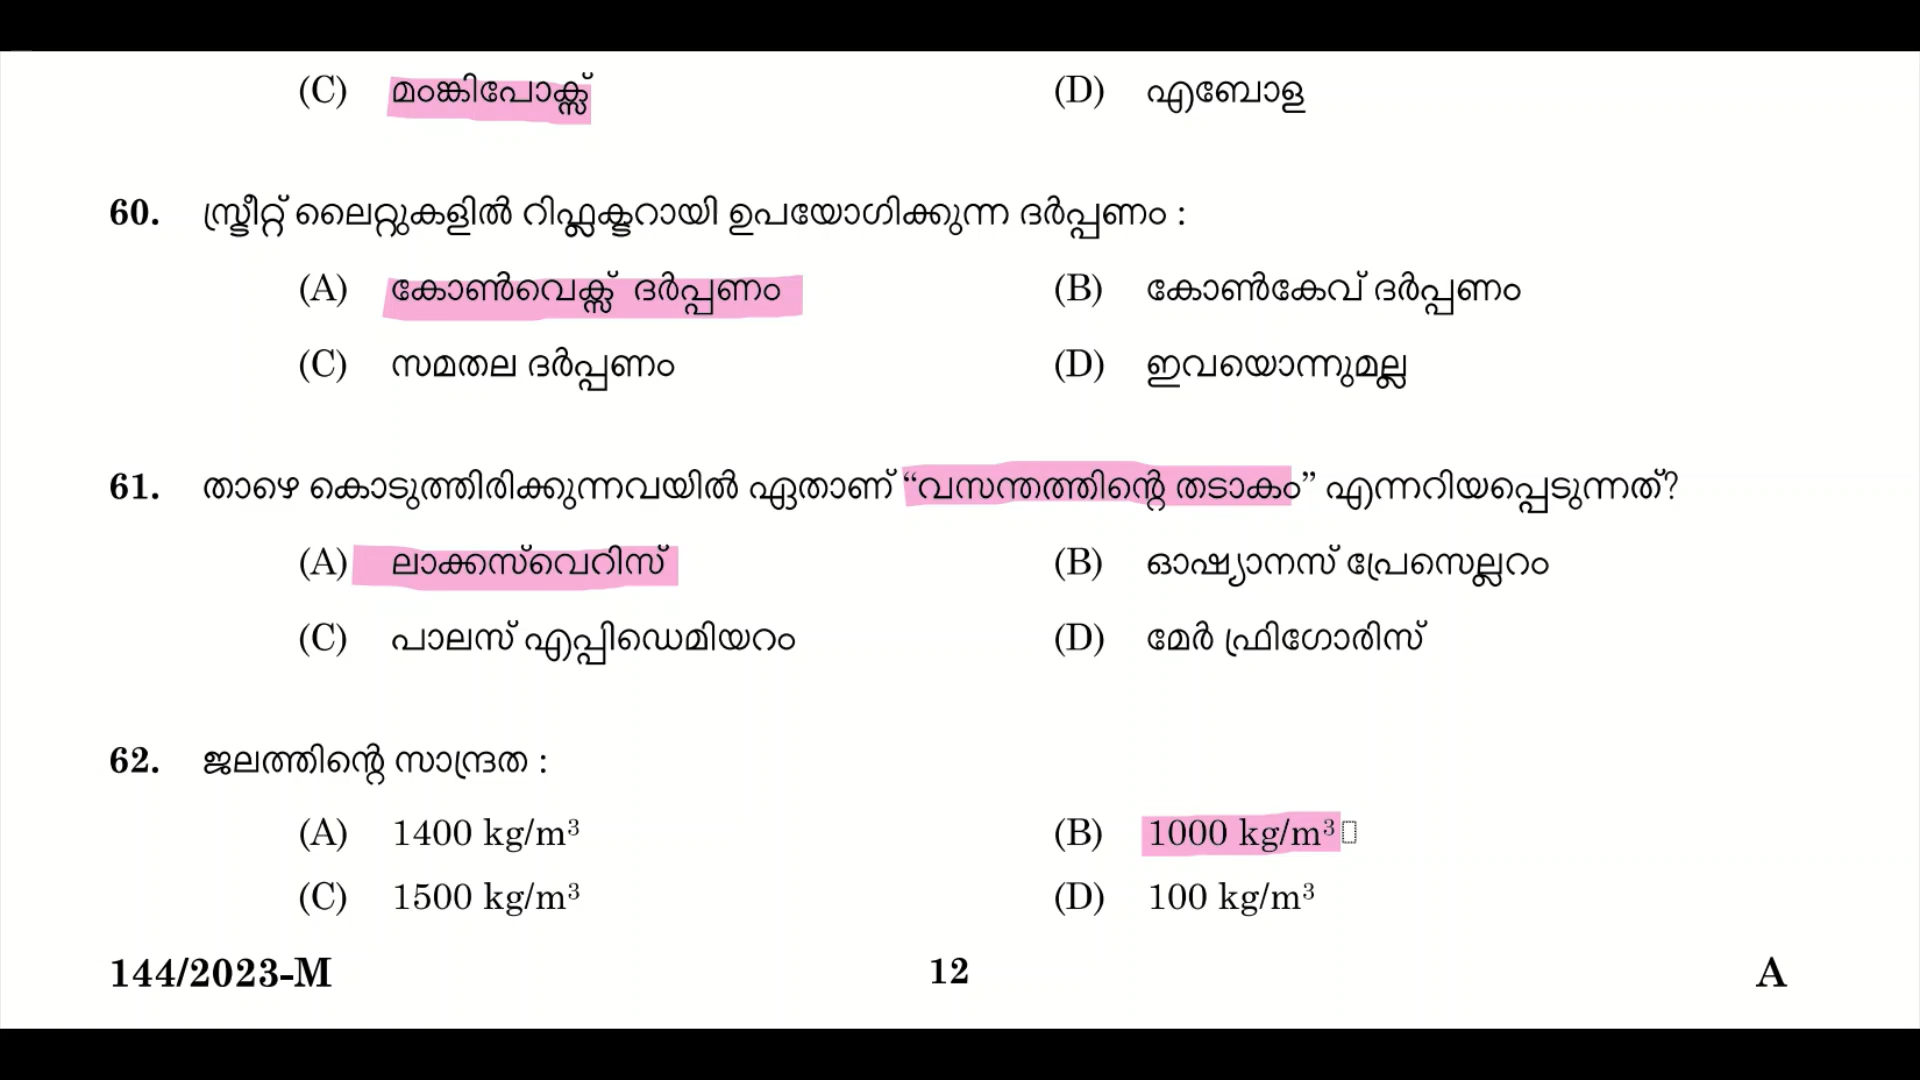 (C) മങ്കിപോക്സ് (D) എബോള
60. സ്ട്രീറ്റ് ലൈറ്റുകളിൽ റിഫ്ലക്ടറായി ഉപയോഗിക്കുന്ന ദർപ്പണം :
(A) കോൺവെക്സ് ദർപ്പണം (B) കോൺകേവ് ദർപ്പണം
(C) സമതല ദർപ്പണം (D) ഇവയൊന്നുമല്ല
61. താഴെ കൊടുത്തിരിക്കുന്നവയിൽ ഏതാണ് “വസന്തത്തിന്റെ തടാകം” എന്നറിയപ്പെടുന്നത്?
(A) ലാക്കസ്‌വെറിസ് (B) ഓഷ്യാനസ് പ്രേസെല്ലറം
(C) പാലസ് എപ്പിഡെമിയറം (D) മേർ ഫ്രിഗോരിസ്
62. ജലത്തിന്റെ സാന്ദ്രത :
(A) 1400 kg/m³ (B) 1000 kg/m³
(C) 1500 kg/m³ (D) 100 kg/m³
144/2023-M 12 A